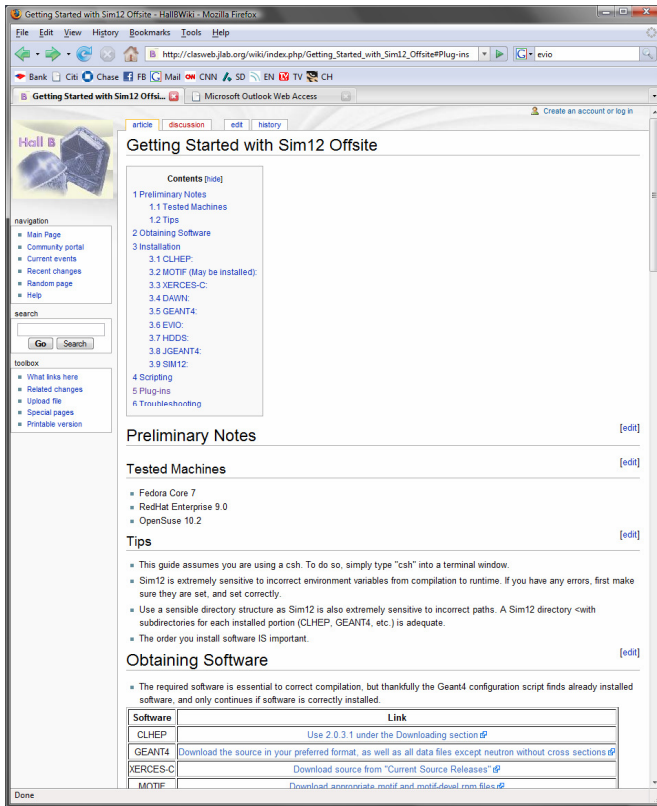 Getting Started with Sim12 Offsite - HallBWiki - Mozilla Firefox
File Edit View History Bookmarks Tools Help
http://clasweb.jlab.org/wiki/index.php/Getting_Started_with_Sim12_Offsite#Plug-ins
evio
Bank Citi Chase FB Mail CNN SD EN TV CH
Getting Started with Sim12 Offsi... Microsoft Outlook Web Access
Create an account or log in
article discussion edit history
Hall B
Getting Started with Sim12 Offsite
Contents [hide]
1 Preliminary Notes
1.1 Tested Machines
1.2 Tips
2 Obtaining Software
3 Installation
3.1 CLHEP:
3.2 MOTIF (May be installed):
3.3 XERCES-C:
3.4 DAWN:
3.5 GEANT4:
3.6 EVIO:
3.7 HDDS:
3.8 JGEANT4:
3.9 SIM12:
4 Scripting
5 Plug-ins
6 Troubleshooting
navigation
Main Page
Community portal
Current events
Recent changes
Random page
Help
search
Go Search
toolbox
What links here
Related changes
Upload file
Special pages
Printable version
Preliminary Notes [edit]
Tested Machines [edit]
Fedora Core 7
RedHat Enterprise 9.0
OpenSuse 10.2
Tips [edit]
This guide assumes you are using a csh. To do so, simply type "csh" into a terminal window.
Sim12 is extremely sensitive to incorrect environment variables from compilation to runtime. If you have any errors, first make
sure they are set, and set correctly.
Use a sensible directory structure as Sim12 is also extremely sensitive to incorrect paths. A Sim12 directory <with
subdirectories for each installed portion (CLHEP, GEANT4, etc.) is adequate.
The order you install software IS important.
Obtaining Software [edit]
The required software is essential to correct compilation, but thankfully the Geant4 configuration script finds already installed
software, and only continues if software is correctly installed.
Software Link
CLHEP Use 2.0.3.1 under the Downloading section
GEANT4 Download the source in your preferred format, as well as all data files except neutron without cross sections
XERCES-C Download source from "Current Source Releases"
MOTIF Download appropriate motif and motif-devel rpm files
Done